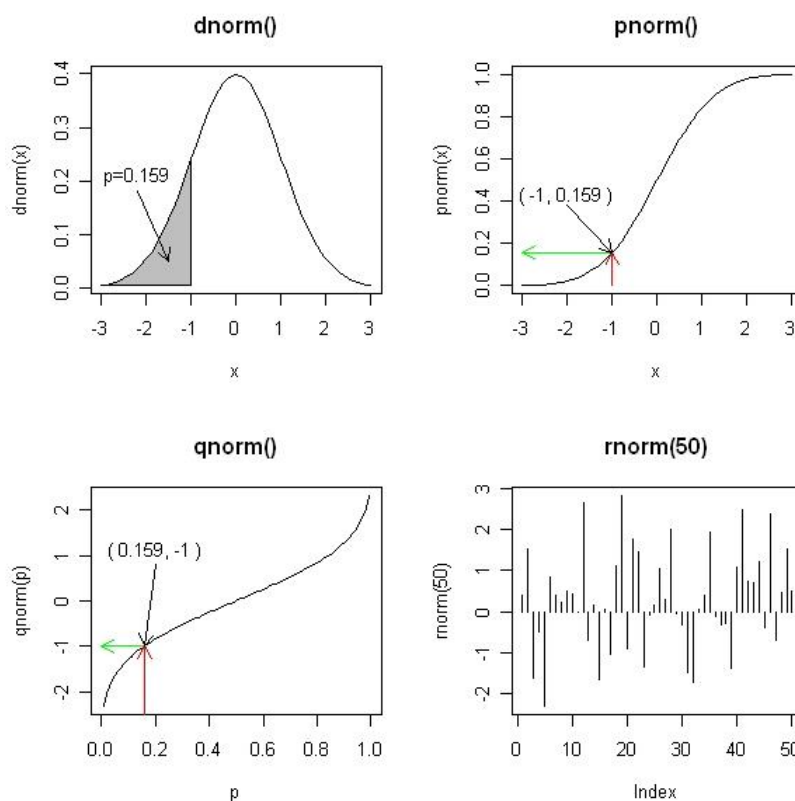 dnorm()
dnorm(x)
0.0 0.1 0.2 0.3 0.4
p=0.159
-3 -2 -1 0 1 2 3
x
pnorm()
pnorm(x)
0.0 0.2 0.4 0.6 0.8 1.0
( -1, 0.159 )
-3 -2 -1 0 1 2 3
x
qnorm()
qnorm(p)
-2 -1 0 1 2
( 0.159, -1 )
0.0 0.2 0.4 0.6 0.8 1.0
p
rnorm(50)
rnorm(50)
-2 -1 0 1 2 3
0 10 20 30 40 50
Index